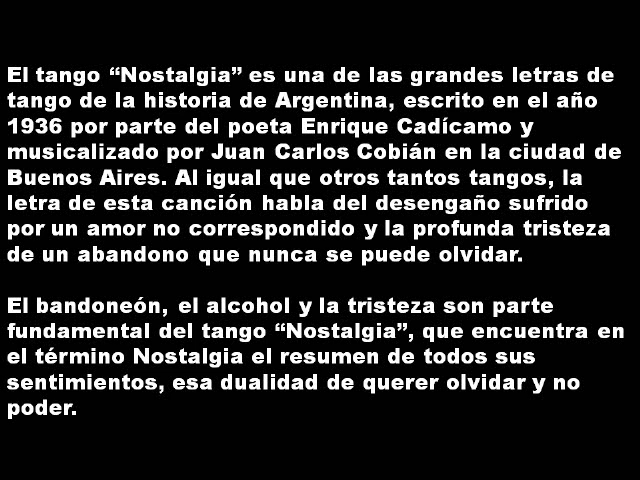 El tango “Nostalgia” es una de las grandes letras de
tango de la historia de Argentina, escrito en el año
1936 por parte del poeta Enrique Cadícamo y
musicalizado por Juan Carlos Cobián en la ciudad de
Buenos Aires. Al igual que otros tantos tangos, la
letra de esta canción habla del desengaño sufrido
por un amor no correspondido y la profunda tristeza
de un abandono que nunca se puede olvidar.
El bandoneón, el alcohol y la tristeza son parte
fundamental del tango “Nostalgia”, que encuentra en
el término Nostalgia el resumen de todos sus
sentimientos, esa dualidad de querer olvidar y no
poder.